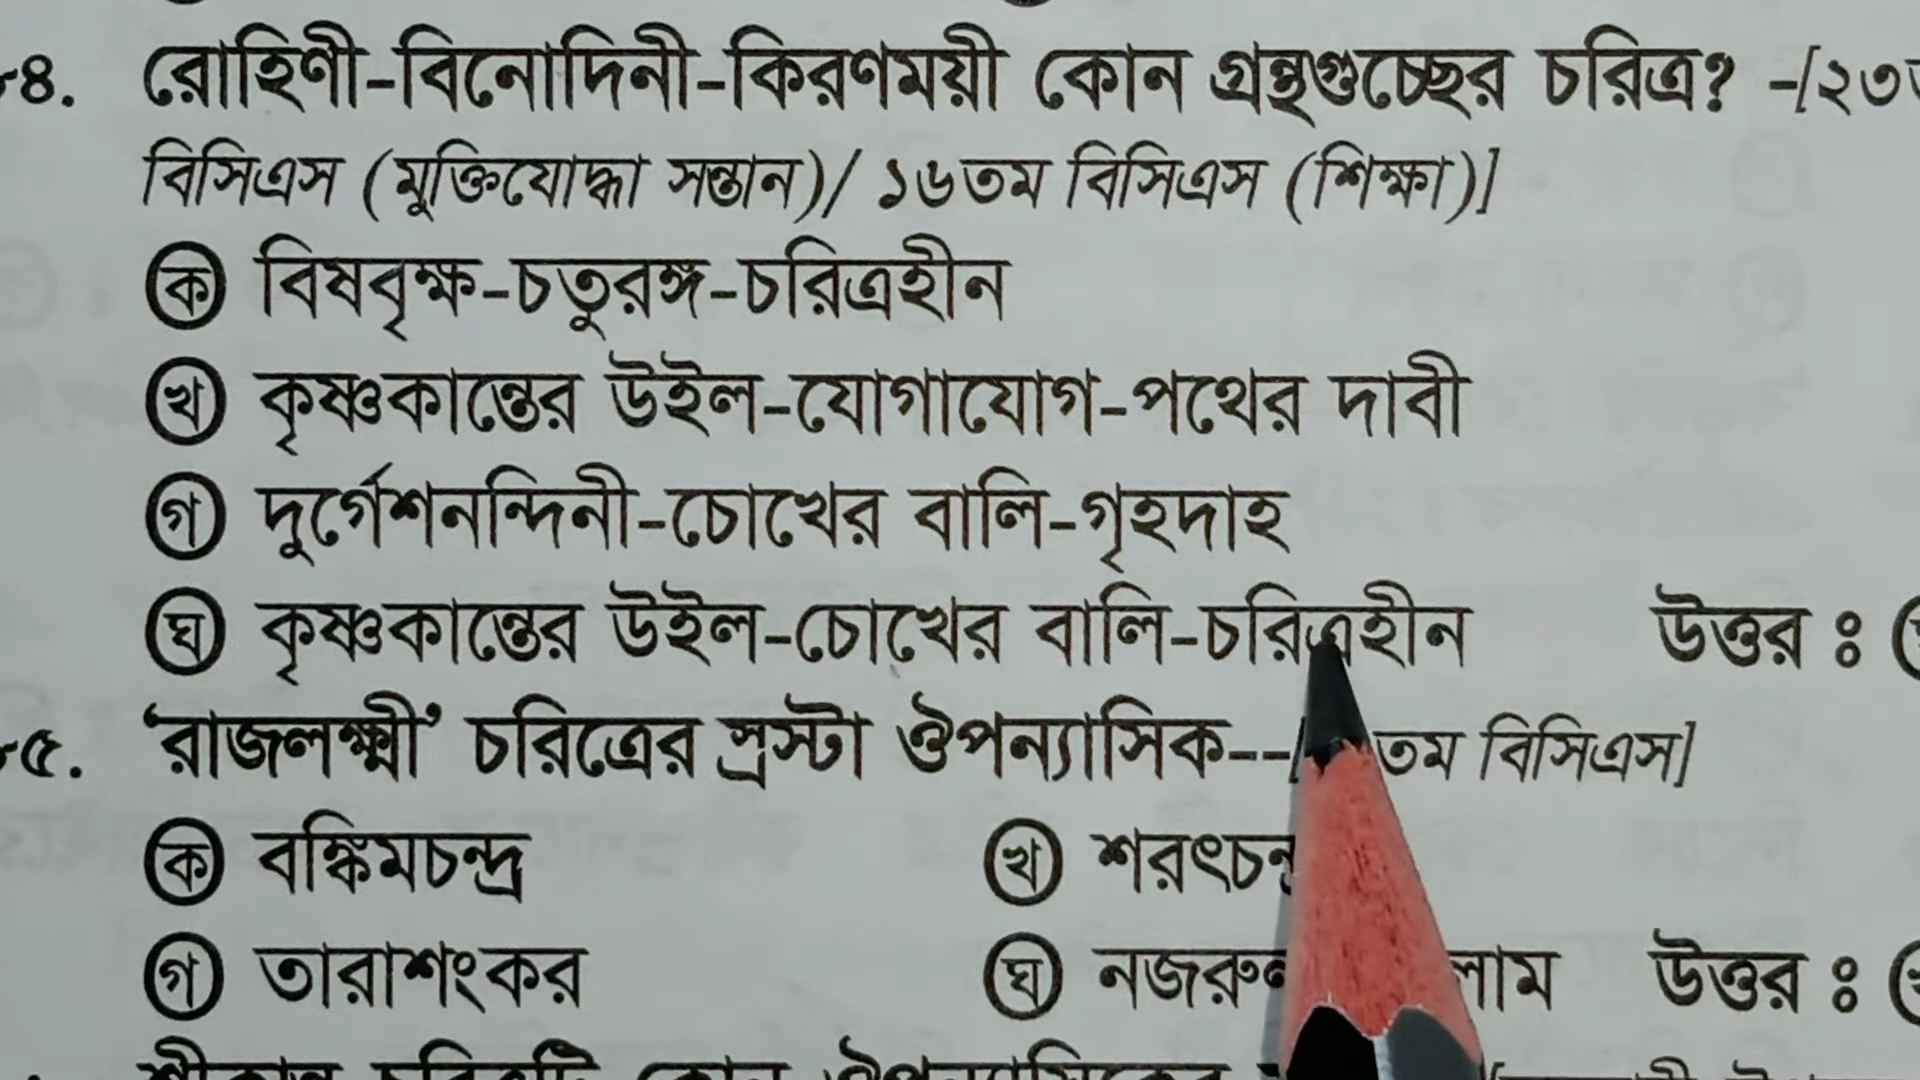 ৪. রোহিণী-বিনোদিনী-কিরণময়ী কোন গ্রন্থগুচ্ছের চরিত্র? -[২৩
বিসিএস (মুক্তিযোদ্ধা সন্তান)/ ১৬তম বিসিএস (শিক্ষা)]
ক বিষবৃক্ষ-চতুরঙ্গ-চরিত্রহীন
খ কৃষ্ণকান্তের উইল-যোগাযোগ-পথের দাবী
গ দুর্গেশনন্দিনী-চোখের বালি-গৃহদাহ
ঘ কৃষ্ণকান্তের উইল-চোখের বালি-চরিত্রহীন উত্তর ঃ
৫. ‘রাজলক্ষ্মী’ চরিত্রের স্রস্টা ঔপন্যাসিক--[ তম বিসিএস]
ক বঙ্কিমচন্দ্র খ
গ তারাশংকর ঘ উত্তর ঃ